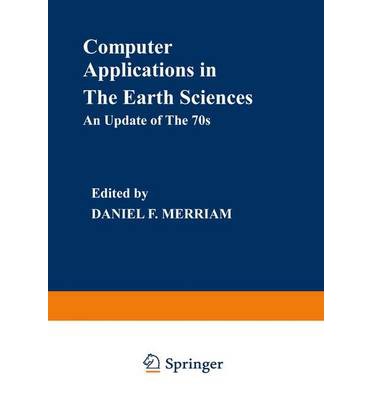 Computer
Applications in
The Earth Sciences
An Update of The 70s
Edited by
DANIEL F. MERRIAM
Springer